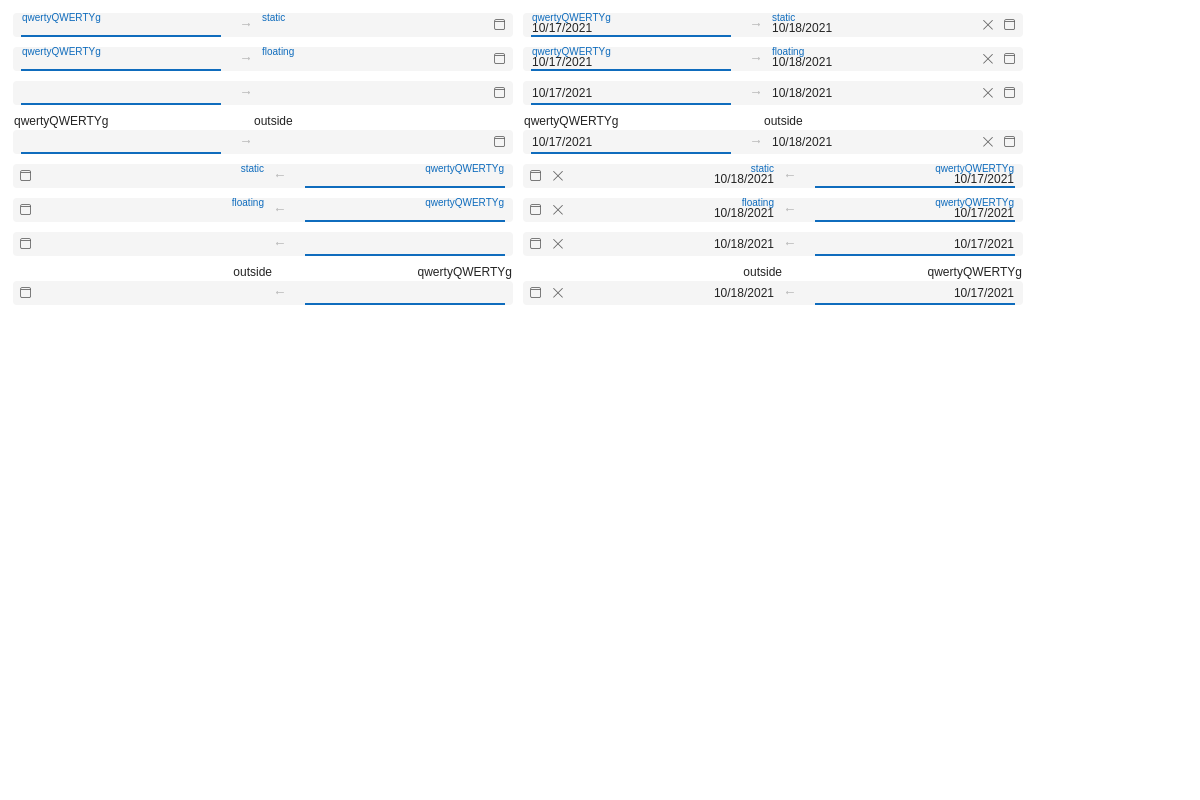 qwertyQWERTYg → static qwertyQWERTYg → static
10/17/2021 10/18/2021
qwertyQWERTYg → floating qwertyQWERTYg → floating
10/17/2021 10/18/2021
→ 10/17/2021 → 10/18/2021
qwertyQWERTYg outside qwertyQWERTYg outside
→ 10/17/2021 → 10/18/2021
static ← qwertyQWERTYg static ← qwertyQWERTYg
10/18/2021 10/17/2021
floating ← qwertyQWERTYg floating ← qwertyQWERTYg
10/18/2021 10/17/2021
← 10/18/2021 ← 10/17/2021
outside qwertyQWERTYg outside qwertyQWERTYg
← 10/18/2021 ← 10/17/2021